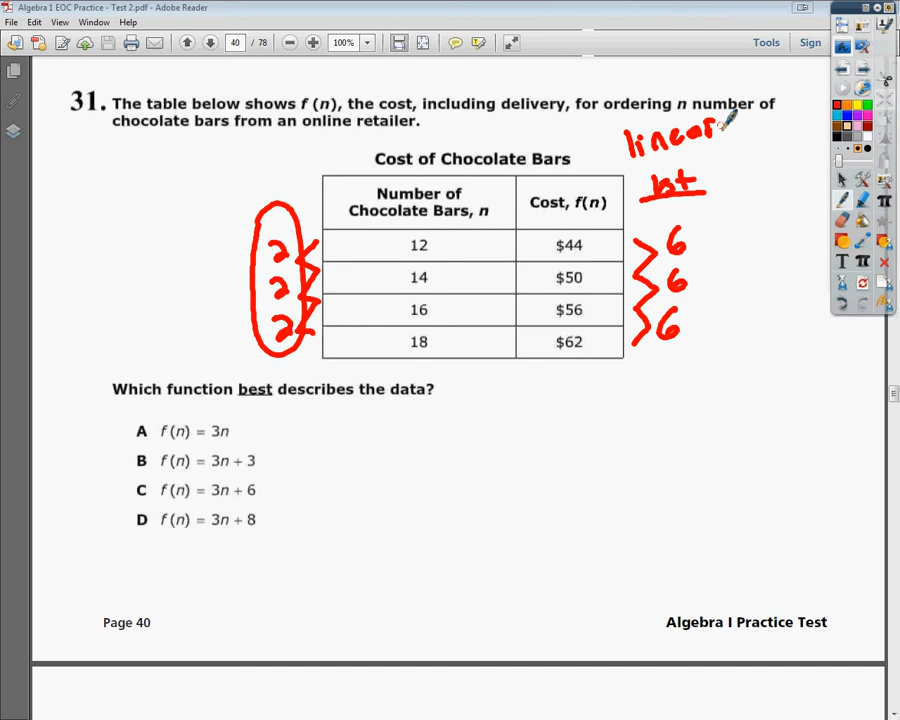 Algebra 1 EOC Practice - Test 2.pdf - Adobe Reader
File Edit View Window Help
40 / 78 100% Tools Sign
31. The table below shows f (n), the cost, including delivery, for ordering n number of
chocolate bars from an online retailer.
linear
1st
Cost of Chocolate Bars
Number of
Chocolate Bars, n
Cost, f(n)
2 12 $44 6
2 14 $50 6
2 16 $56 6
18 $62
Which function best describes the data?
A f (n) = 3n
B f (n) = 3n + 3
C f (n) = 3n + 6
D f (n) = 3n + 8
Page 40 Algebra I Practice Test